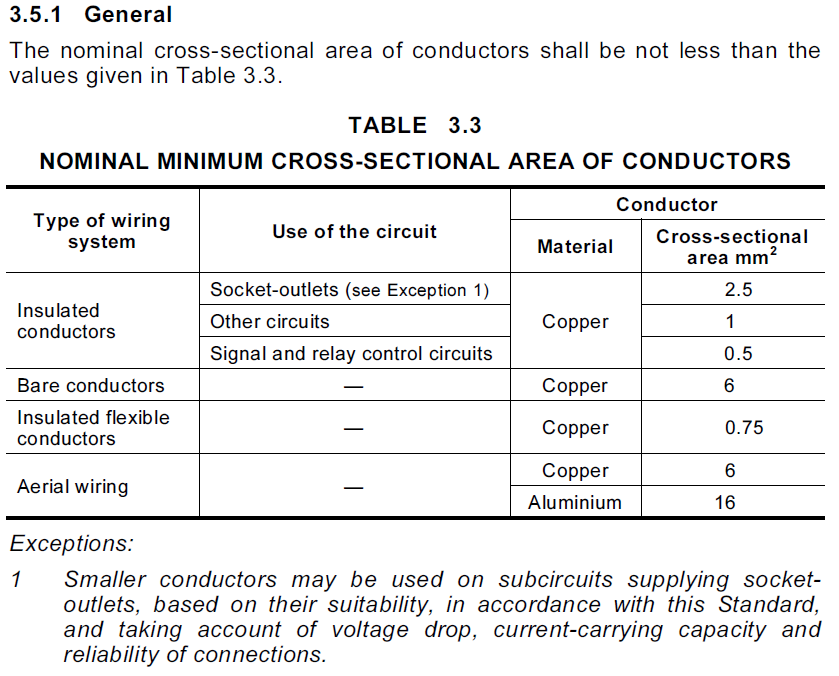 3.5.1 General
The nominal cross-sectional area of conductors shall be not less than the
values given in Table 3.3.
TABLE 3.3
NOMINAL MINIMUM CROSS-SECTIONAL AREA OF CONDUCTORS
Type of wiring
system
Use of the circuit
Conductor
Material
Cross-sectional
area mm²
Insulated
conductors
Socket-outlets (see Exception 1)
Copper
2.5
Other circuits
1
Signal and relay control circuits
0.5
Bare conductors
—
Copper
6
Insulated flexible
conductors
—
Copper
0.75
Aerial wiring
—
Copper
6
Aluminium
16
Exceptions:
1 Smaller conductors may be used on subcircuits supplying socket-
outlets, based on their suitability, in accordance with this Standard,
and taking account of voltage drop, current-carrying capacity and
reliability of connections.